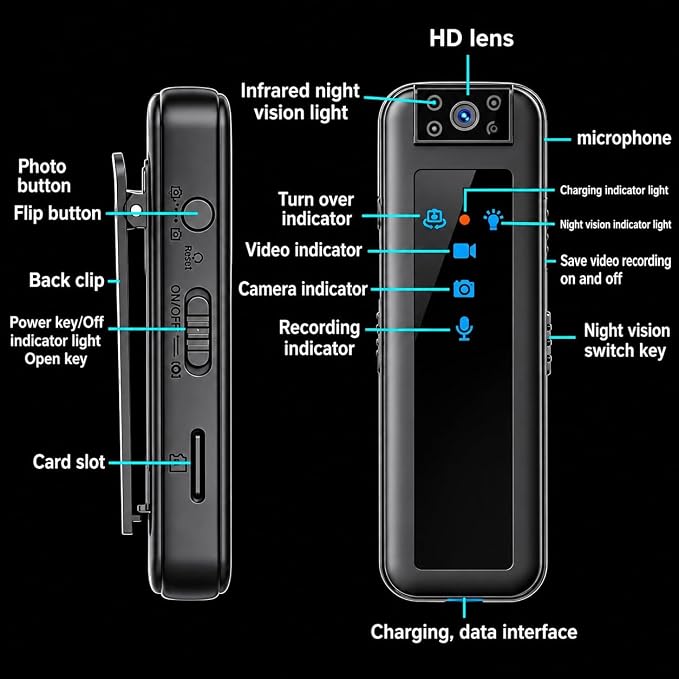 HD lens
Infrared night
vision light
microphone
Photo
button
Flip button
Turn over
indicator
Charging indicator light
Night vision indicator light
Video indicator
Save video recording
on and off
Back clip
Camera indicator
Power key/Off
indicator light
Open key
Recording
indicator
Night vision
switch key
Reset
ON/OFF
Card slot
Charging, data interface